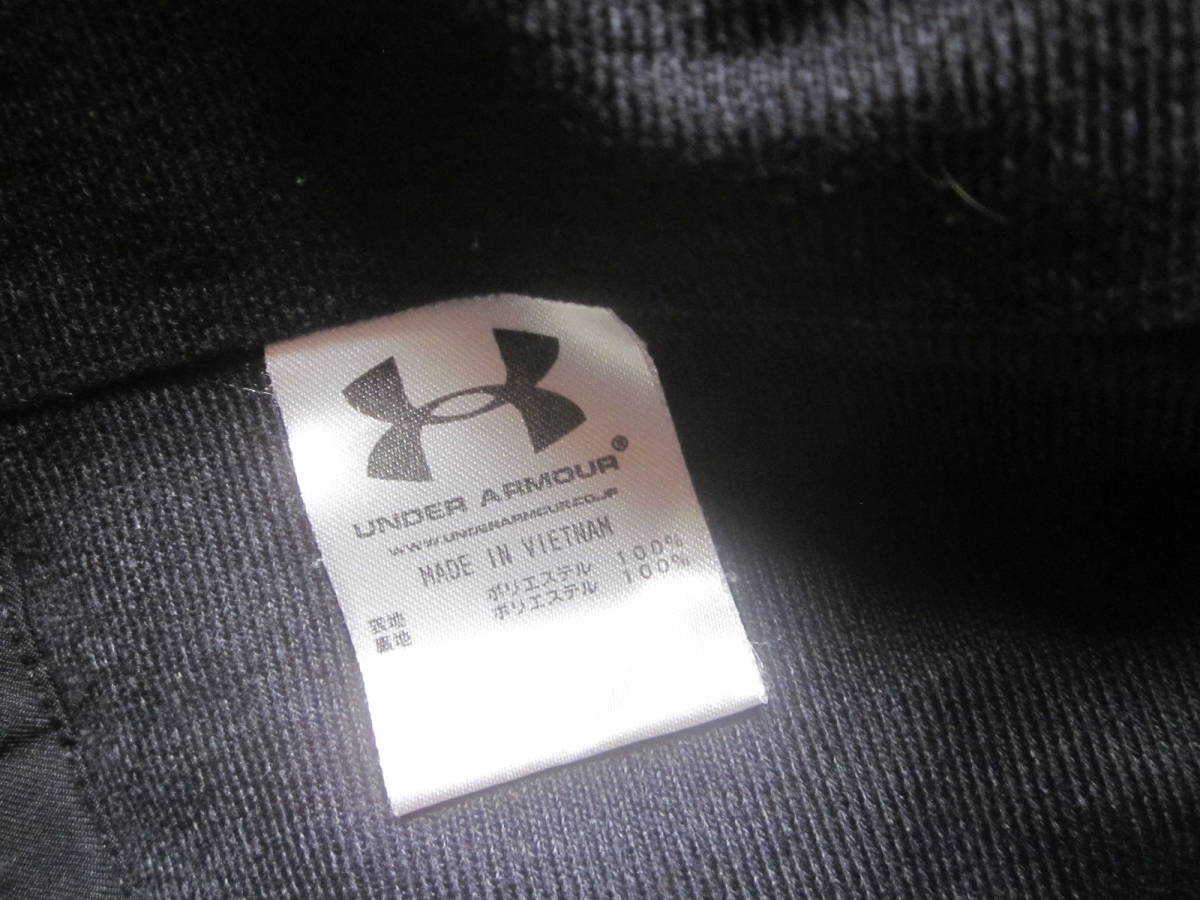 UNDER ARMOUR®
WWW.UNDERARMOUR.CO.JP
MADE IN VIETNAM
表地 ポリエステル 100%
裏地 ポリエステル 100%